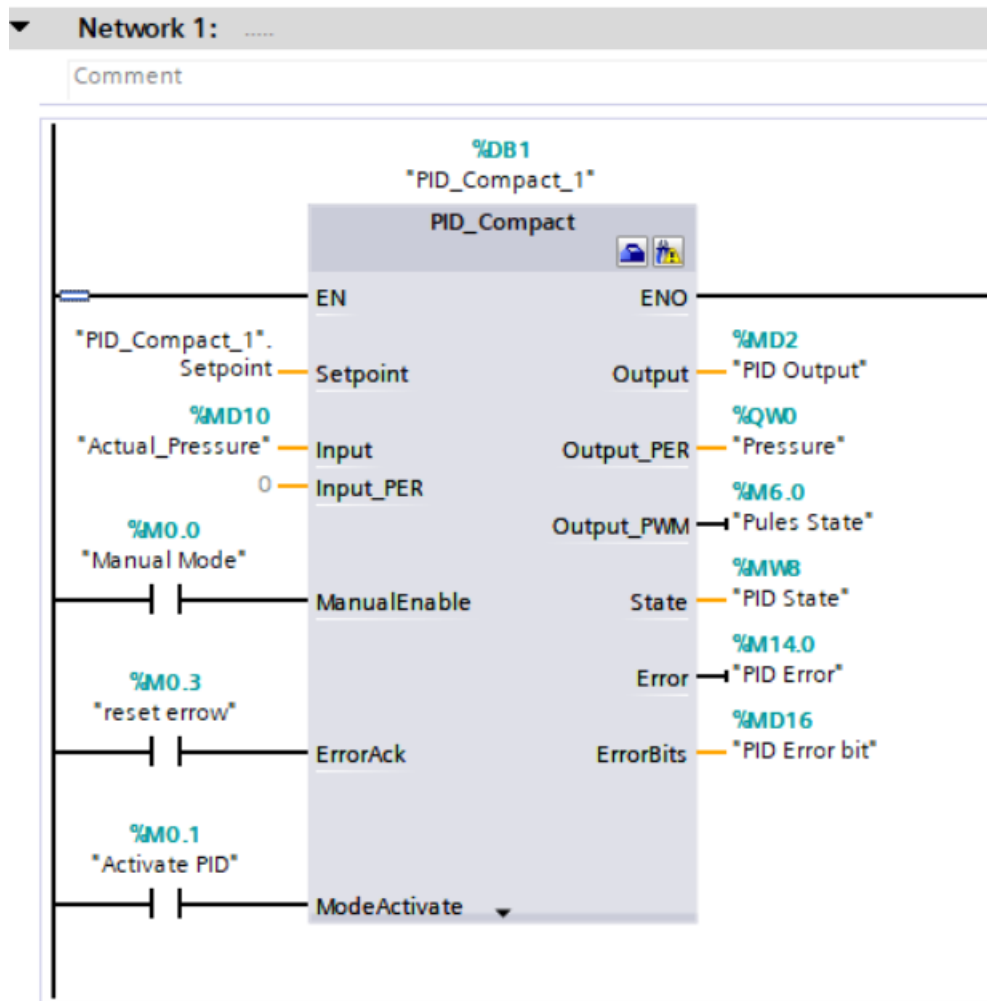 Network 1: .....
Comment
%DB1
"PID_Compact_1"
PID_Compact
EN
ENO
"PID_Compact_1".
Setpoint
Setpoint
Output
%MD2
"PID Output"
%MD10
"Actual_Pressure"
Input
Output_PER
%QW0
"Pressure"
0
Input_PER
Output_PWM
%M6.0
"Pules State"
%M0.0
"Manual Mode"
ManualEnable
State
%MW8
"PID State"
Error
%M14.0
"PID Error"
%M0.3
"reset errow"
ErrorAck
ErrorBits
%MD16
"PID Error bit"
%M0.1
"Activate PID"
ModeActivate